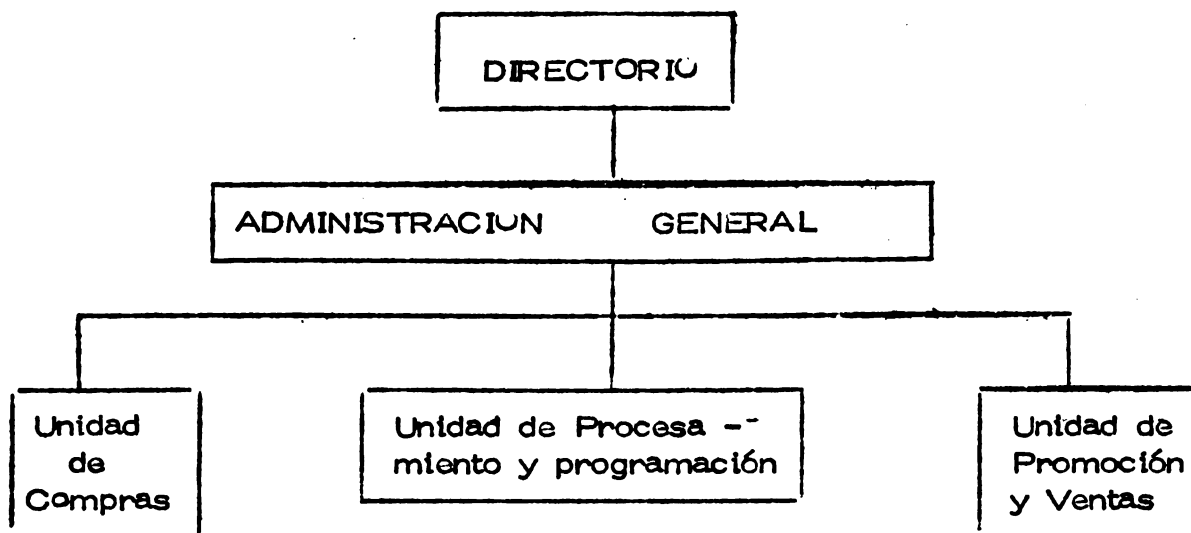 DIRECTORIO
ADMINISTRACION GENERAL
Unidad
de
Compras
Unidad de Procesa -
miento y programación
Unidad de
Promoción
y Ventas